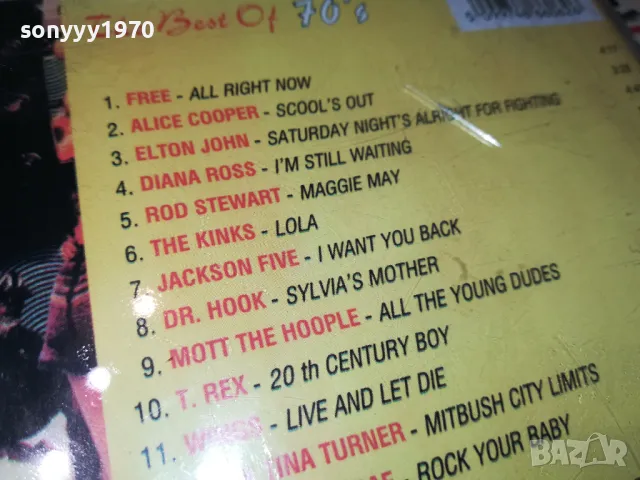 sonyyy1970
Best Of 70's
1. FREE - ALL RIGHT NOW
2. ALICE COOPER - SCOOL'S OUT
3. ELTON JOHN - SATURDAY NIGHT'S ALRIGHT FOR FIGHTING
4. DIANA ROSS - I'M STILL WAITING
5. ROD STEWART - MAGGIE MAY
6. THE KINKS - LOLA
7. JACKSON FIVE - I WANT YOU BACK
8. DR. HOOK - SYLVIA'S MOTHER
9. MOTT THE HOOPLE - ALL THE YOUNG DUDES
10. T. REX - 20 th CENTURY BOY
11. - LIVE AND LET DIE
TURNER - MITBUSH CITY LIMITS
- ROCK YOUR BABY
BAZAR